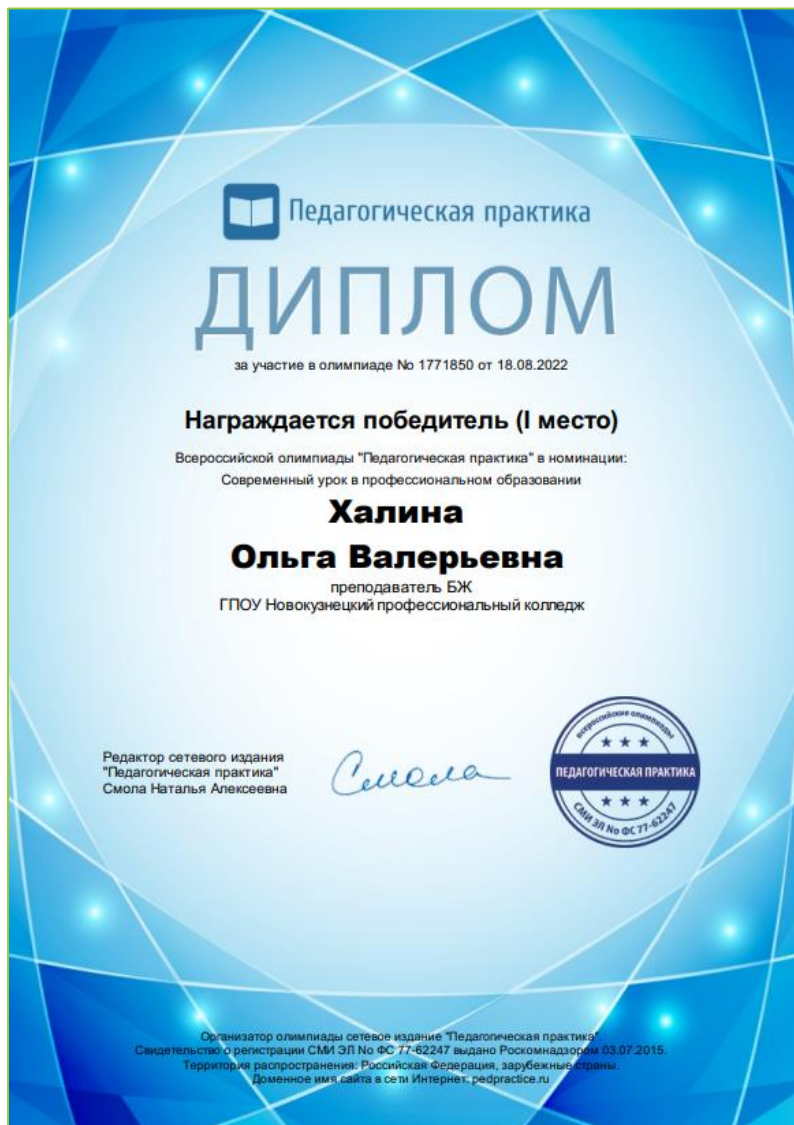 Педагогическая практика
ДИПЛОМ
за участие в олимпиаде No 1771850 от 18.08.2022
Награждается победитель (I место)
Всероссийской олимпиады "Педагогическая практика" в номинации:
Современный урок в профессиональном образовании
Халина
Ольга Валерьевна
преподаватель БЖ
ГПОУ Новокузнецкий профессиональный колледж
Редактор сетевого издания
"Педагогическая практика"
Смола Наталья Алексеевна
Смола
всероссийские олимпиады
ПЕДАГОГИЧЕСКАЯ ПРАКТИКА
СМИ ЭЛ No ФС 77-62247
Организатор олимпиады сетевое издание "Педагогическая практика".
Свидетельство о регистрации СМИ ЭЛ No ФС 77-62247 выдано Роскомнадзором 03.07.2015.
Территория распространения: Российская Федерация, зарубежные страны.
Доменное имя сайта в сети Интернет: pedpractice.ru